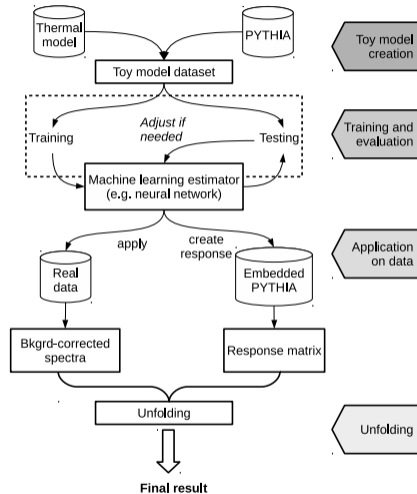 Thermal
model
PYTHIA
Toy model
creation
Toy model dataset
Training
Adjust if
needed
Testing
Training and
evaluation
Machine learning estimator
(e.g. neural network)
apply
create
response
Real
data
Embedded
PYTHIA
Application
on data
Bkgrd-corrected
spectra
Response matrix
Unfolding
Unfolding
Final result